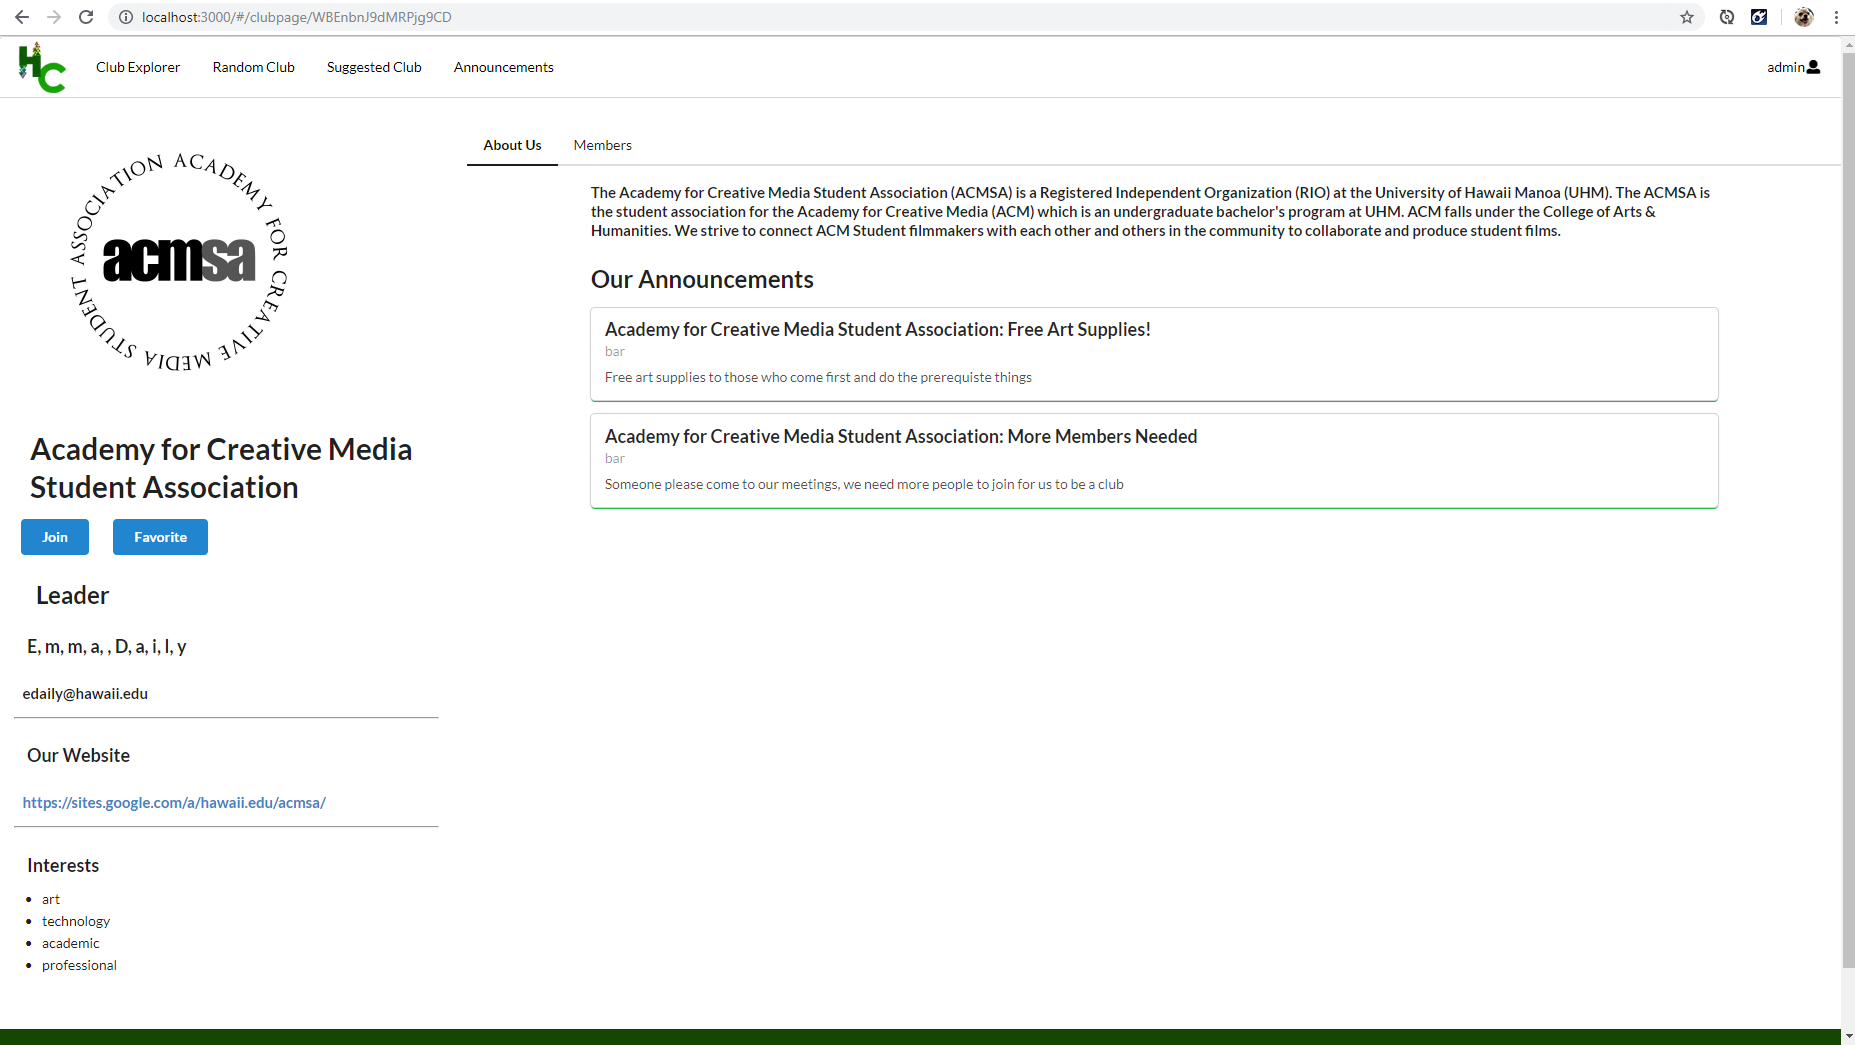 localhost:3000/#/clubpage/WBEnbnJ9dMRPjg9CD
HC
Club Explorer
Random Club
Suggested Club
Announcements
admin
ASSOCIATION ACADEMY FOR CREATIVE MEDIA STUDENT
acmsa
Academy for Creative Media
Student Association
Join
Favorite
Leader
E, m, m, a, , D, a, i, l, y
edaily@hawaii.edu
Our Website
https://sites.google.com/a/hawaii.edu/acmsa/
Interests
art
technology
academic
professional
About Us
Members
The Academy for Creative Media Student Association (ACMSA) is a Registered Independent Organization (RIO) at the University of Hawaii Manoa (UHM). The ACMSA is
the student association for the Academy for Creative Media (ACM) which is an undergraduate bachelor's program at UHM. ACM falls under the College of Arts &
Humanities. We strive to connect ACM Student filmmakers with each other and others in the community to collaborate and produce student films.
Our Announcements
Academy for Creative Media Student Association: Free Art Supplies!
bar
Free art supplies to those who come first and do the prerequiste things
Academy for Creative Media Student Association: More Members Needed
bar
Someone please come to our meetings, we need more people to join for us to be a club